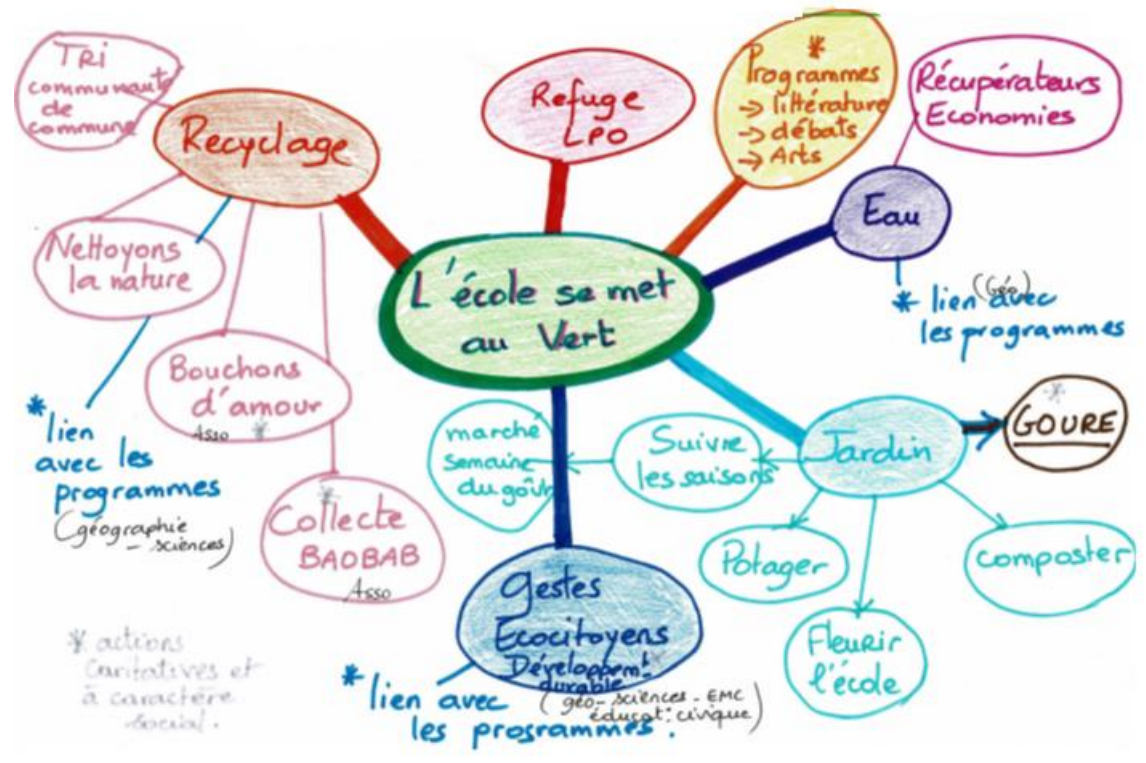 TRI
communauté
de
commune
Recyclage
Nettoyons
la nature
Bouchons
d'amour
Asso *
* lien
avec les
programmes
(géographie
- sciences)
*
Collecte
BAOBAB
Asso
* actions
caritatives et
à caractère
social.
Refuge
LPO
*
Programmes
→ littérature
→ débats
→ Arts
Récupérateurs
Economies
Eau
(Géo)
* lien avec
les programmes
L'école se met
au Vert
marché
semaine
du goût
Suivre
les saisons
Jardin
*
GOURE
Potager
composter
Fleurir
l'école
Gestes
Ecocitoyens
Développemt
durable
* lien avec
les programmes.
(géo - sciences - EMC
éducat: civique)